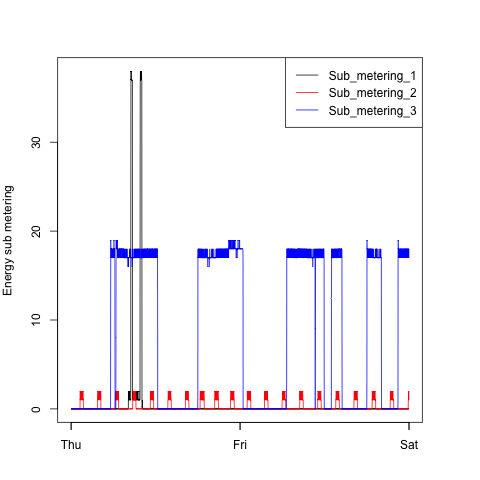 Sub_metering_1
Sub_metering_2
Sub_metering_3
Energy sub metering
30
20
10
0
Thu
Fri
Sat